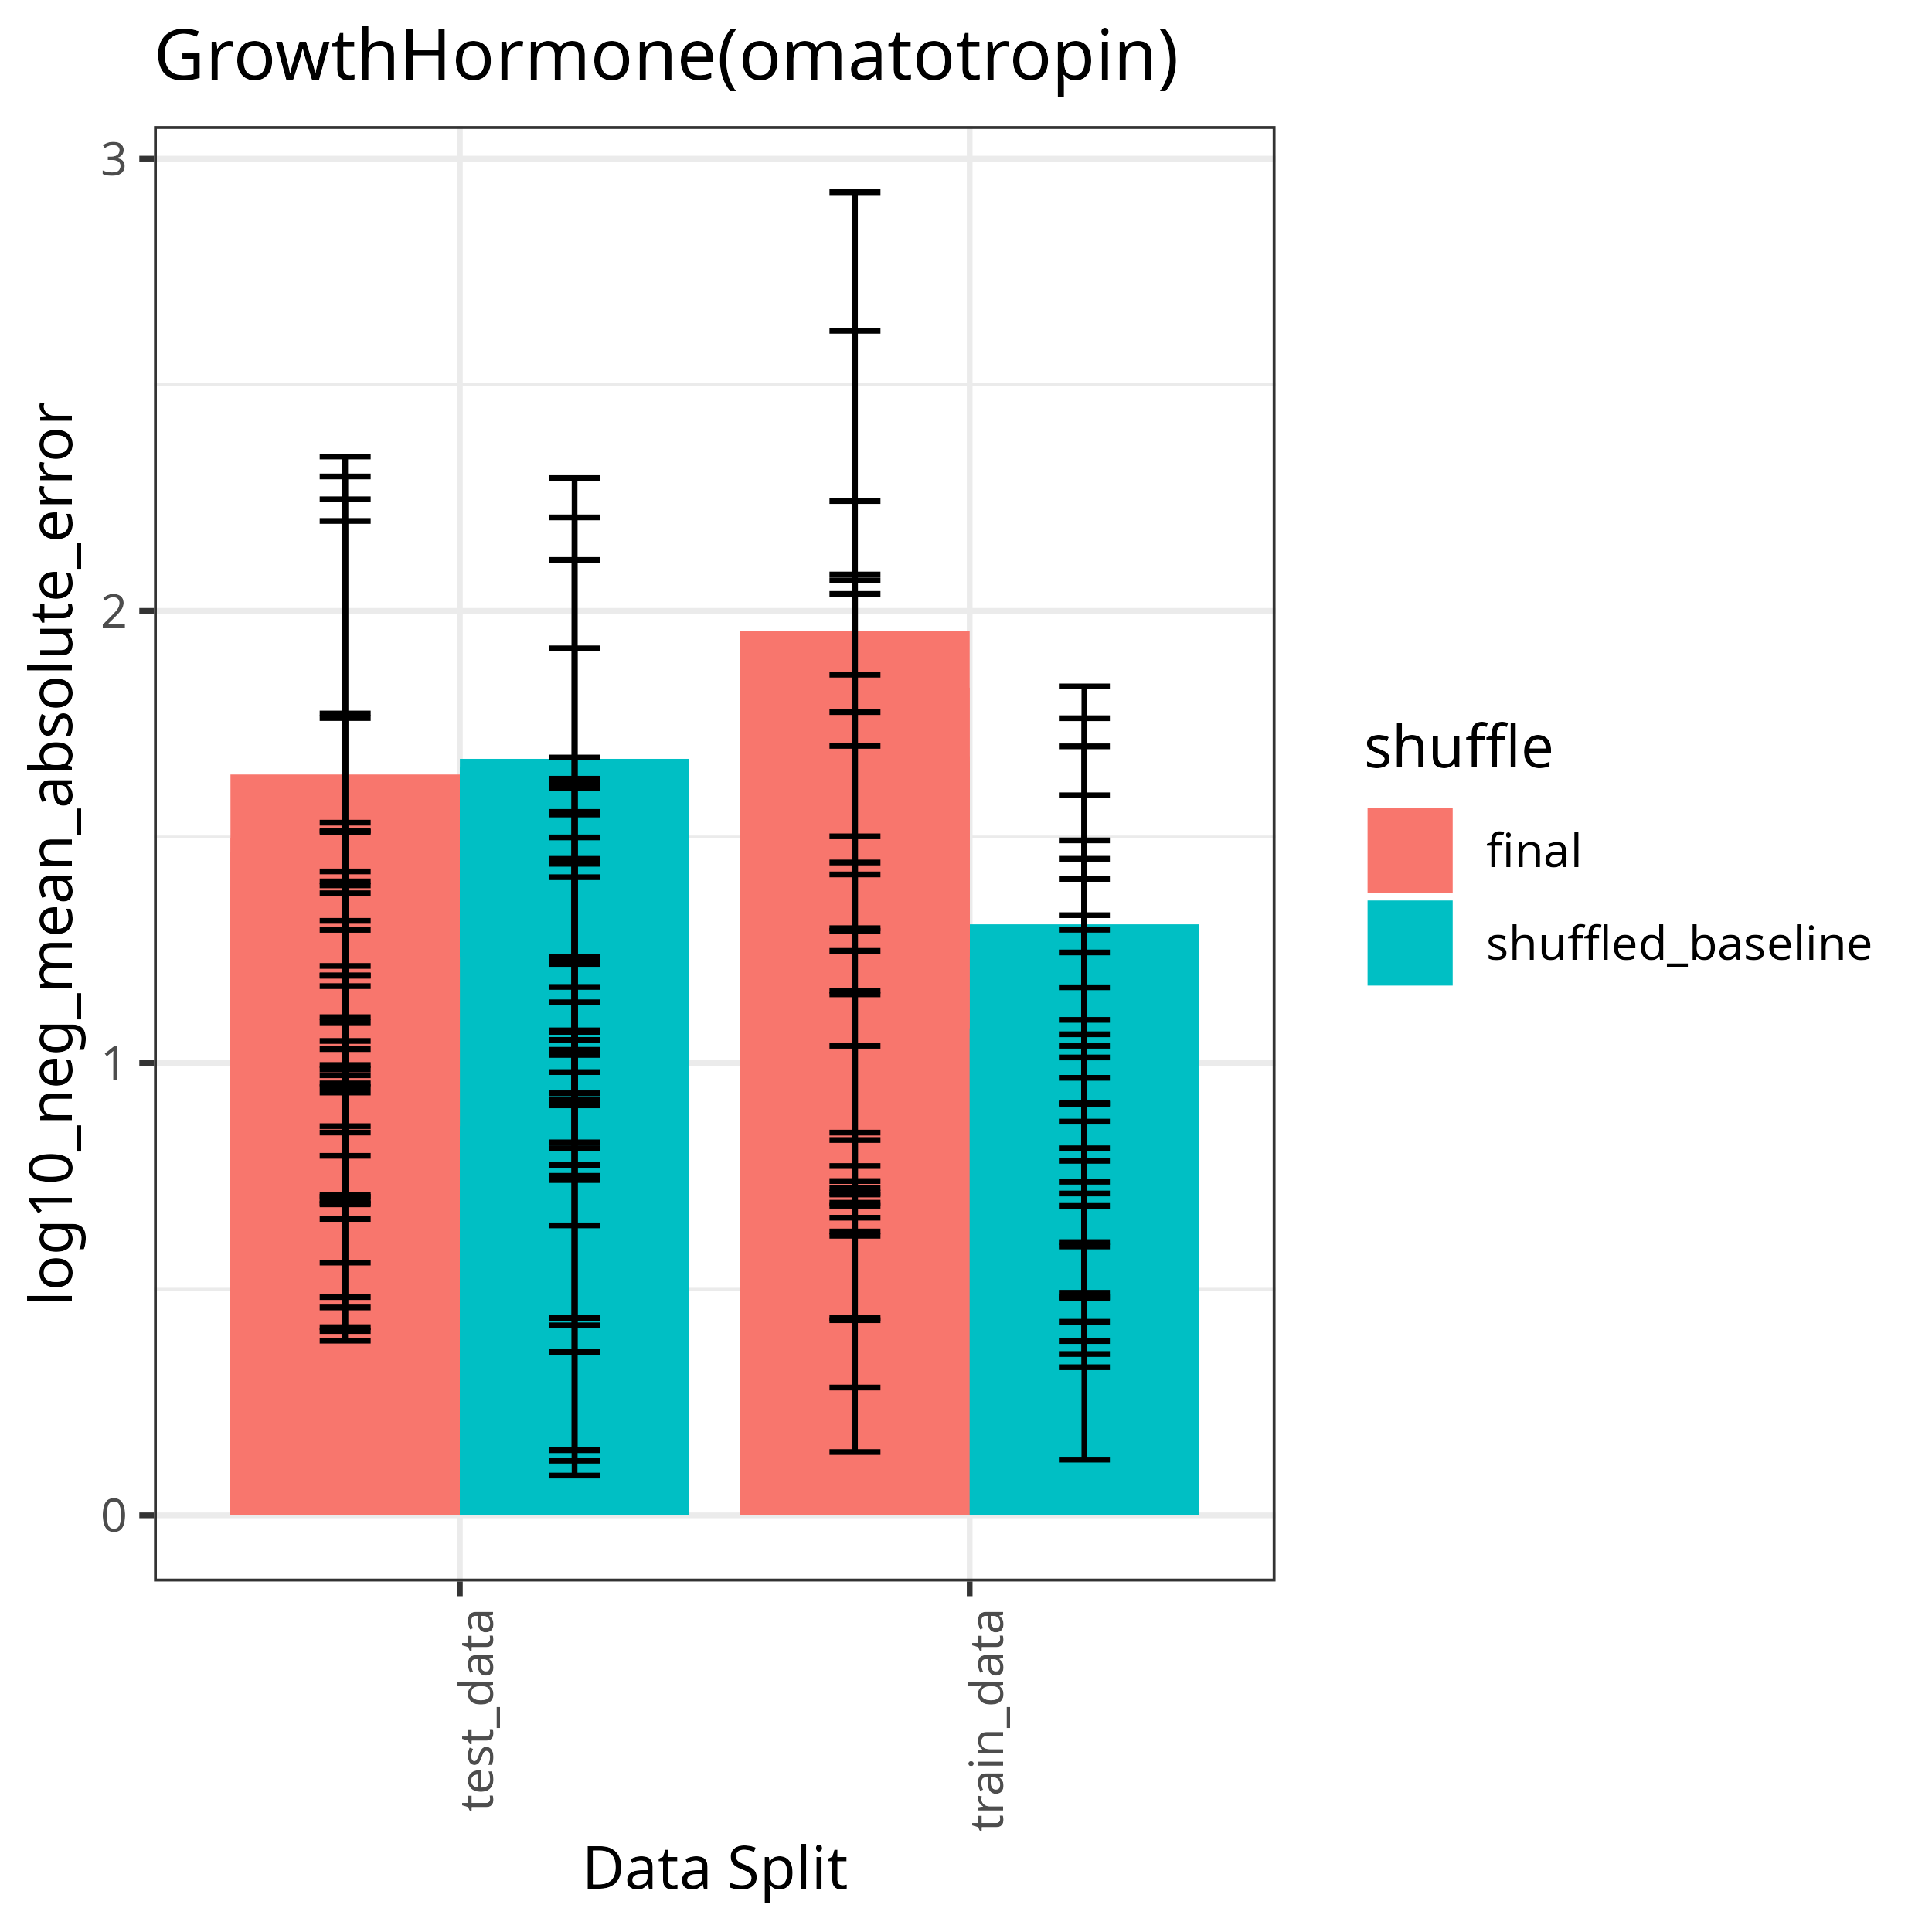 GrowthHormone(omatotropin)
log10_neg_mean_absolute_error
3
2
1
0
test_data
train_data
Data Split
shuffle
final
shuffled_baseline